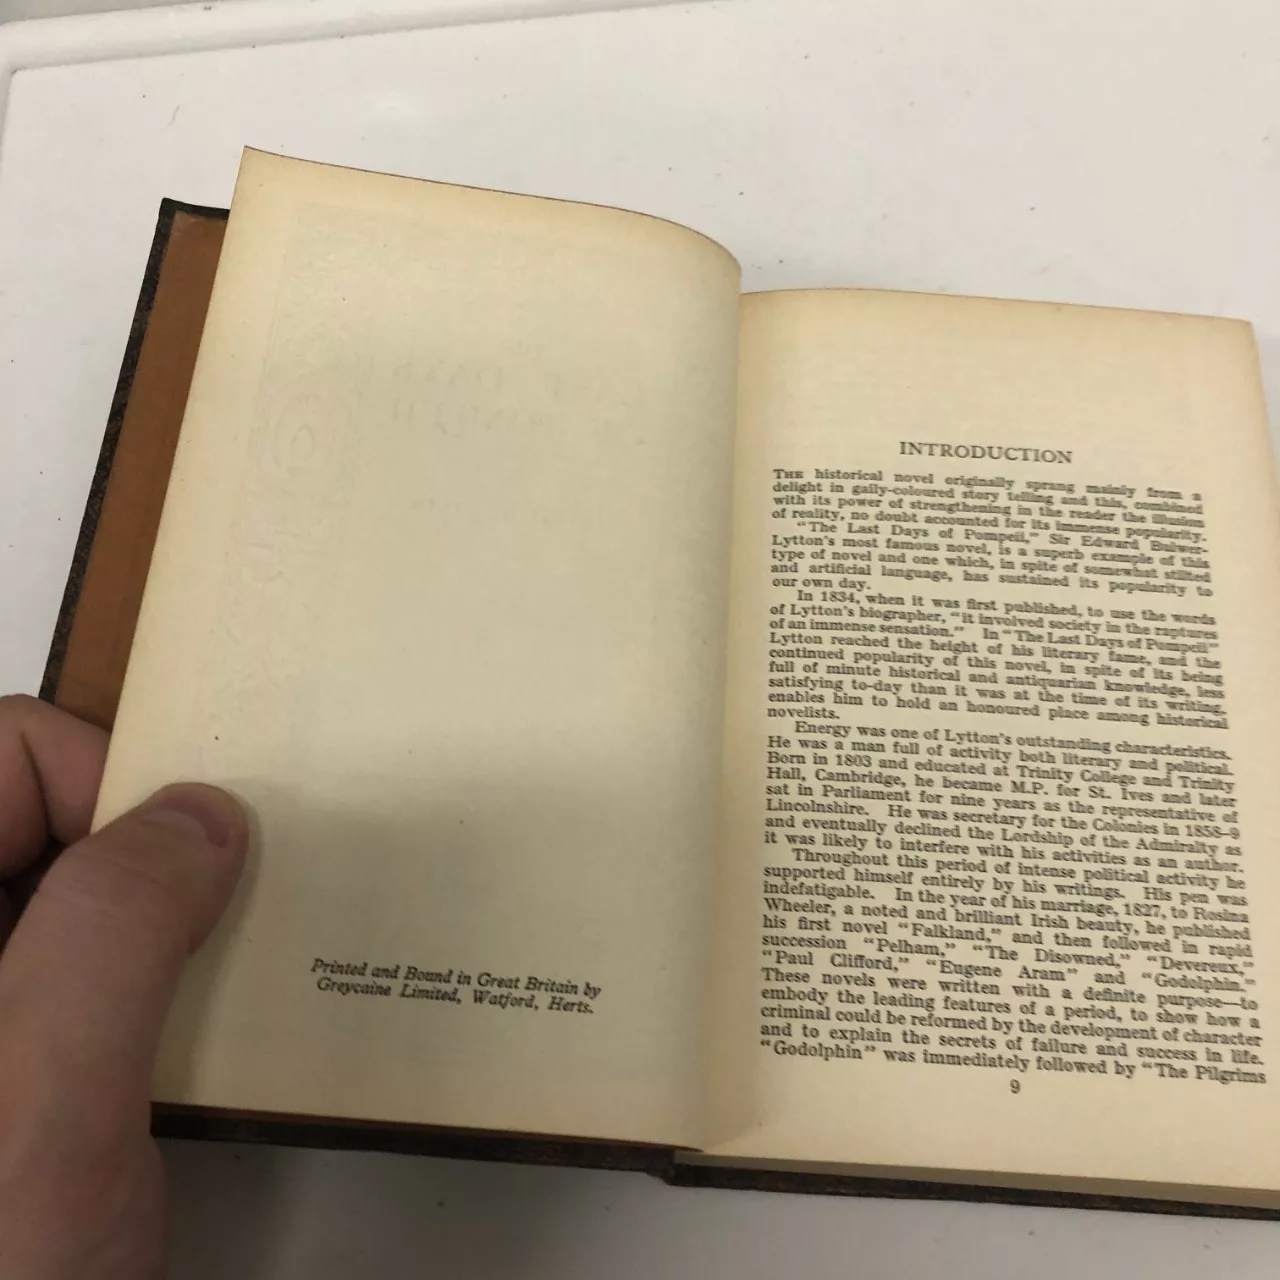 Printed and Bound in Great Britain by
Greycaine Limited, Watford, Herts.
INTRODUCTION
THE historical novel originally sprang mainly from a
delight in gaily-coloured story telling and this, combined
with its power of strengthening in the reader the illusion
of reality, no doubt accounted for its immense popularity.
"The Last Days of Pompeii," Sir Edward Bulwer-
Lytton's most famous novel, is a superb example of this
type of novel and one which, in spite of somewhat stilted
and artificial language, has sustained its popularity to
our own day.
In 1834, when it was first published, to use the words
of Lytton's biographer, "it involved society in the raptures
of an immense sensation." In "The Last Days of Pompeii"
Lytton reached the height of his literary fame, and the
continued popularity of this novel, in spite of its being
full of minute historical and antiquarian knowledge, less
satisfying to-day than it was at the time of its writing,
enables him to hold an honoured place among historical
novelists.
Energy was one of Lytton's outstanding characteristics.
He was a man full of activity both literary and political.
Born in 1803 and educated at Trinity College and Trinity
Hall, Cambridge, he became M.P. for St. Ives and later
sat in Parliament for nine years as the representative of
Lincolnshire. He was secretary for the Colonies in 1858-9
and eventually declined the Lordship of the Admiralty as
it was likely to interfere with his activities as an author.
Throughout this period of intense political activity he
supported himself entirely by his writings. His pen was
indefatigable. In the year of his marriage, 1827, to Rosina
Wheeler, a noted and brilliant Irish beauty, he published
his first novel "Falkland," and then followed in rapid
succession "Pelham," "The Disowned," "Devereux,"
"Paul Clifford," "Eugene Aram" and "Godolphin."
These novels were written with a definite purpose—to
embody the leading features of a period, to show how a
criminal could be reformed by the development of character
and to explain the secrets of failure and success in life.
"Godolphin" was immediately followed by "The Pilgrims
9